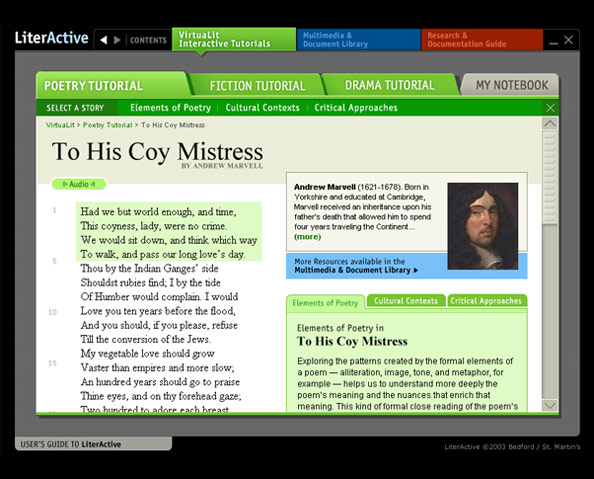 LiterActive
CONTENTS
VirtuaLit
Interactive Tutorials
Multimedia &
Document Library
Research &
Documentation Guide
POETRY TUTORIAL
FICTION TUTORIAL
DRAMA TUTORIAL
MY NOTEBOOK
SELECT A STORY
Elements of Poetry
Cultural Contexts
Critical Approaches
VirtuaLit > Poetry Tutorial > To His Coy Mistress
To His Coy Mistress
BY ANDREW MARVELL
Audio
1 Had we but world enough, and time,
This coyness, lady, were no crime.
We would sit down, and think which way
To walk, and pass our long love's day.
5 Thou by the Indian Ganges' side
Shouldst rubies find; I by the tide
Of Humber would complain. I would
Love you ten years before the flood,
And you should, if you please, refuse
10 Till the conversion of the Jews.
My vegetable love should grow
Vaster than empires and more slow;
An hundred years should go to praise
Thine eyes, and on thy forehead gaze;
15 Two hundred to adore each breast
Andrew Marvell (1621-1678). Born in
Yorkshire and educated at Cambridge,
Marvell received an inheritance upon his
father's death that allowed him to spend
four years traveling the Continent...
(more)
More Resources available in the
Multimedia & Document Library
Elements of Poetry
Cultural Contexts
Critical Approaches
Elements of Poetry in
To His Coy Mistress
Exploring the patterns created by the formal elements
of a poem — alliteration, image, tone, and metaphor, for
example — helps us to understand more deeply the
poem's meaning and the nuances that enrich that
meaning. This kind of formal close reading of the poem's
USER'S GUIDE TO LiterActive
LiterActive ©2003 Bedford / St. Martin's